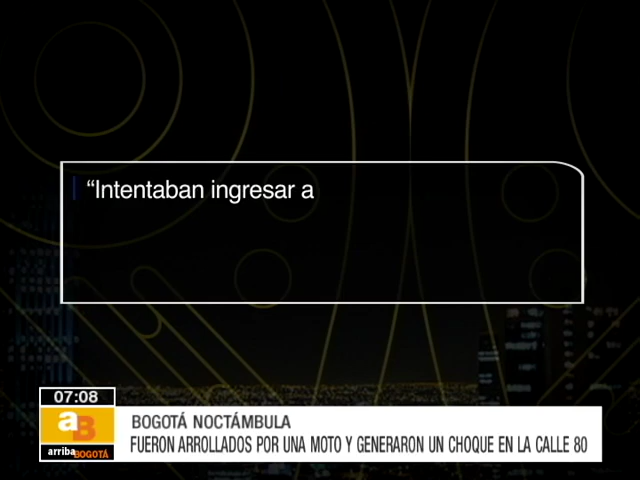 “Intentaban ingresar a
07:08
aB
arriba BOGOTÁ
BOGOTÁ NOCTÁMBULA
FUERON ARROLLADOS POR UNA MOTO Y GENERARON UN CHOQUE EN LA CALLE 80